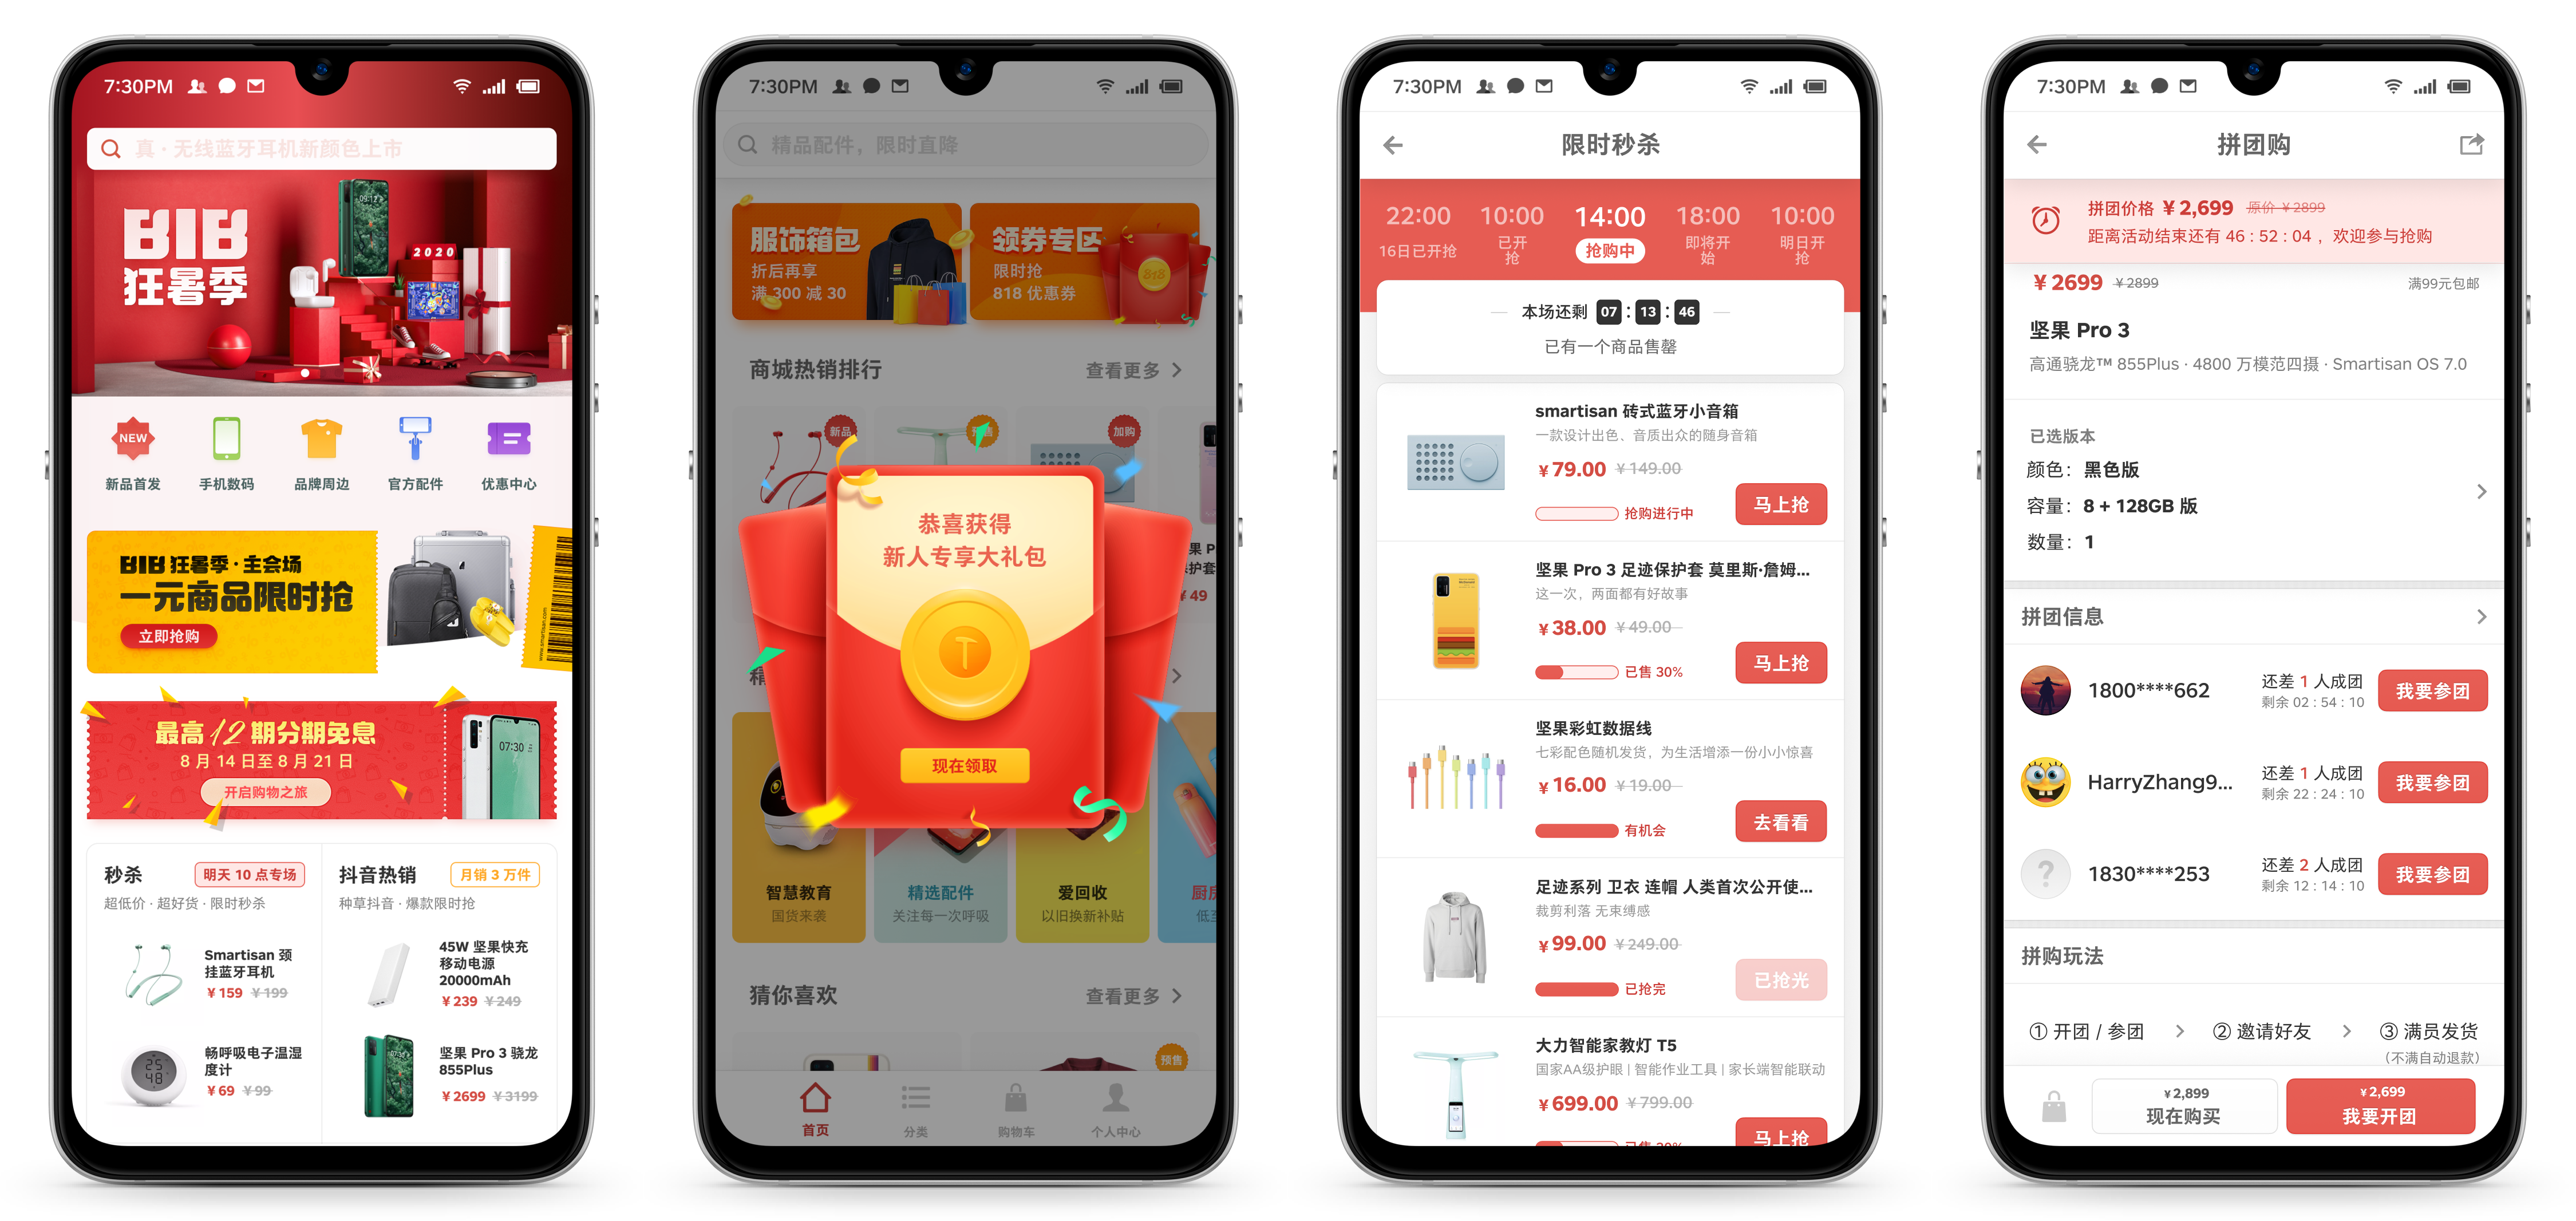 7:30PM
真 · 无线蓝牙耳机新颜色上市
09:12
818
狂暑季
2020
NEW
新品首发
手机数码
品牌周边
官方配件
优惠中心
818 狂暑季 · 主会场
一元商品限时抢
立即抢购
www.smartisan.com
最高 12 期分期免息
8 月 14 日至 8 月 21 日
开启购物之旅
07:30
秒杀
明天 10 点专场
超低价 · 超好货 · 限时秒杀
Smartisan 颈
挂蓝牙耳机
¥159 ¥199
25
48
畅呼吸电子温湿
度计
¥69 ¥99
抖音热销
月销 3 万件
种草抖音 · 爆款限时抢
45W 坚果快充
移动电源
20000mAh
¥239 ¥249
坚果 Pro 3 骁龙
855Plus
¥2699 ¥3199
7:30PM
精品配件，限时直降
服饰箱包
折后再享
满 300 减 30
领券专区
限时抢
818 优惠券
818
商城热销排行
查看更多
新品
预售
加购
果 P
护套
¥49
恭喜获得
新人专享大礼包
现在领取
精
智慧教育
国货来袭
精选配件
关注每一次呼吸
爱回收
以旧换新补贴
厨房
低至
猜你喜欢
查看更多
预售
首页
分类
购物车
个人中心
7:30PM
限时秒杀
22:00 10:00 14:00 18:00 10:00
16日已开抢
已开
抢
抢购中
即将开
始
明日开
抢
本场还剩 07 : 13 : 46
已有一个商品售罄
smartisan 砖式蓝牙小音箱
一款设计出色、音质出众的随身音箱
¥79.00 ¥149.00
抢购进行中
马上抢
坚果 Pro 3 足迹保护套 莫里斯·詹姆...
这一次，两面都有好故事
¥38.00 ¥49.00
已售 30%
马上抢
坚果彩虹数据线
七彩配色随机发货，为生活增添一份小小惊喜
¥16.00 ¥19.00
有机会
去看看
足迹系列 卫衣 连帽 人类首次公开使...
裁剪利落 无束缚感
¥99.00 ¥249.00
已抢完
已抢光
大力智能家教灯 T5
国家AA级护眼 | 智能作业工具 | 家长端智能联动
¥699.00 ¥799.00
马上抢
7:30PM
拼团购
拼团价格 ¥2,699 原价 ¥2899
距离活动结束还有 46 : 52 : 04 ，欢迎参与抢购
¥2699 ¥2899
满99元包邮
坚果 Pro 3
高通骁龙™ 855Plus · 4800 万模范四摄 · Smartisan OS 7.0
已选版本
颜色：黑色版
容量：8 + 128GB 版
数量：1
拼团信息
1800****662
还差 1 人成团
剩余 02 : 54 : 10
我要参团
HarryZhang9...
还差 1 人成团
剩余 22 : 24 : 10
我要参团
?
1830****253
还差 2 人成团
剩余 12 : 14 : 10
我要参团
拼购玩法
① 开团 / 参团
② 邀请好友
③ 满员发货
（不满自动退款）
¥2,899
现在购买
¥2,699
我要开团